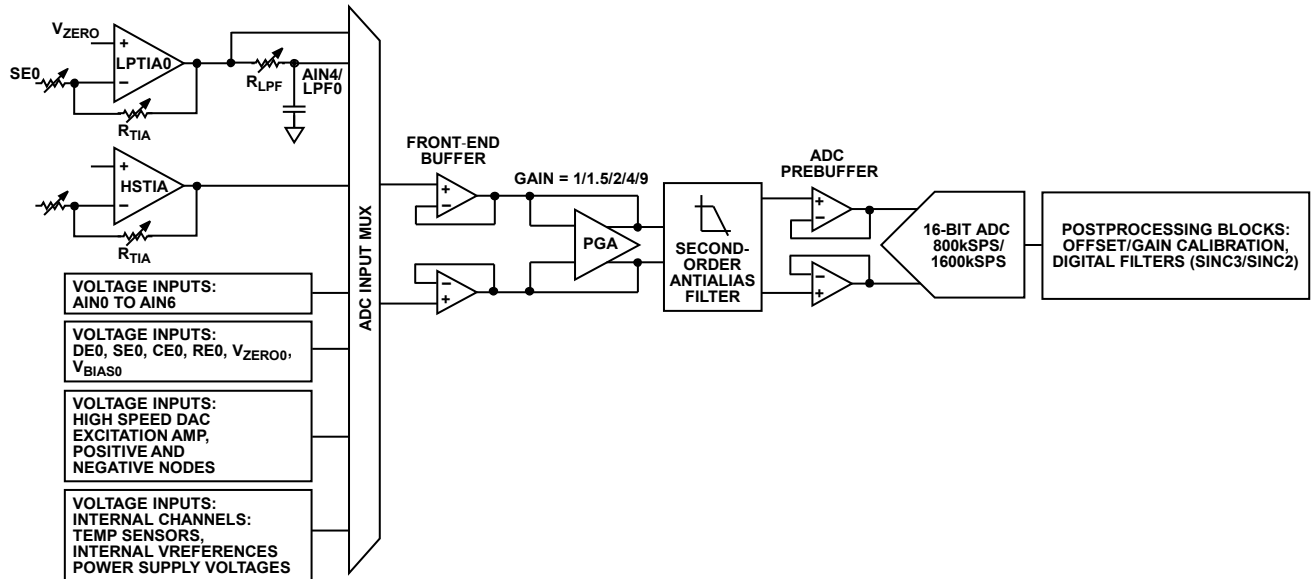 VZERO
+
LPTIA0
SE0
−
RTIA
RLPF
AIN4/
LPF0
+
HSTIA
−
RTIA
VOLTAGE INPUTS:
AIN0 TO AIN6
VOLTAGE INPUTS:
DE0, SE0, CE0, RE0, VZERO0,
VBIAS0
VOLTAGE INPUTS:
HIGH SPEED DAC
EXCITATION AMP,
POSITIVE AND
NEGATIVE NODES
VOLTAGE INPUTS:
INTERNAL CHANNELS:
TEMP SENSORS,
INTERNAL VREFERENCES
POWER SUPPLY VOLTAGES
ADC INPUT MUX
FRONT-END
BUFFER
+
−
−
+
GAIN = 1/1.5/2/4/9
PGA
SECOND-
ORDER
ANTIALIAS
FILTER
ADC
PREBUFFER
+
−
−
+
16-BIT ADC
800kSPS/
1600kSPS
POSTPROCESSING BLOCKS:
OFFSET/GAIN CALIBRATION,
DIGITAL FILTERS (SINC3/SINC2)